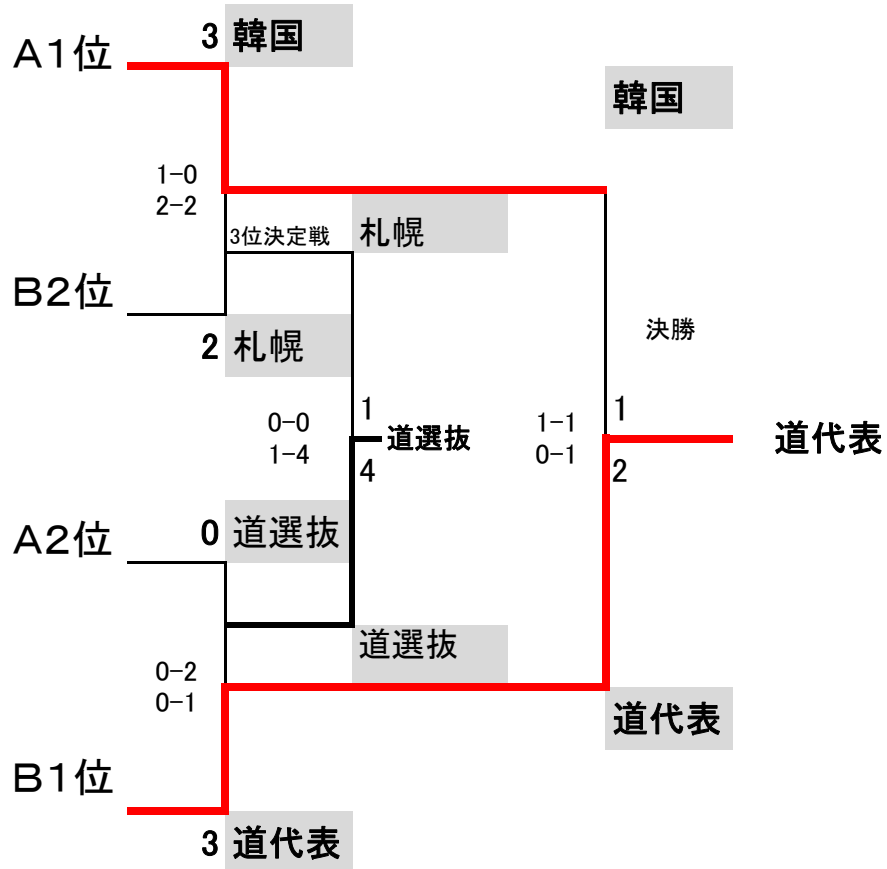 3 韓国
A1位
韓国
1-0
2-2
札幌
3位決定戦
B2位
決勝
2 札幌
1
0-0
1-4
道選抜
4
1
1-1
0-1
2
道代表
0 道選抜
A2位
道選抜
0-2
0-1
道代表
B1位
3 道代表